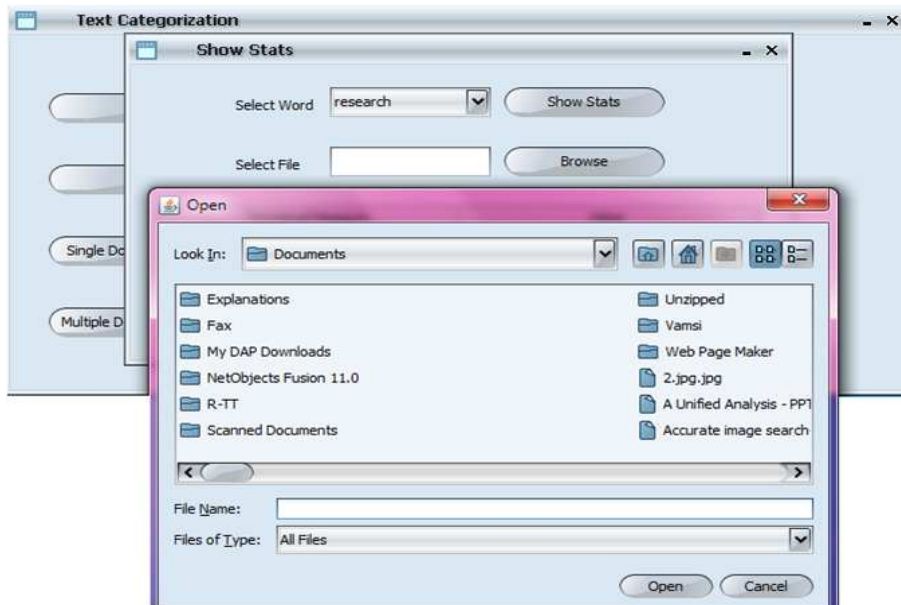 Text Categorization
Show Stats
Select Word research Show Stats
Select File Browse
Single Do
Multiple D
Open
Look In: Documents
Explanations
Fax
My DAP Downloads
NetObjects Fusion 11.0
R-TT
Scanned Documents
Unzipped
Vamsi
Web Page Maker
2.jpg.jpg
A Unified Analysis - PPT
Accurate image search
File Name:
Files of Type: All Files
Open Cancel